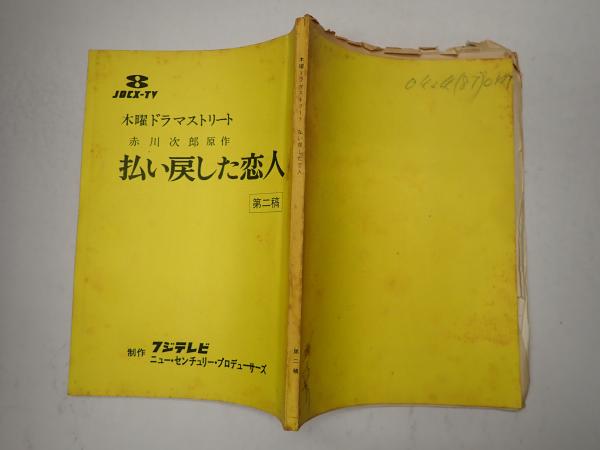 8
JOCX-TV
木曜ドラマストリート
赤川次郎原作
払い戻した恋人
第二稿
制作 フジテレビ
ニュー・センチュリー・プロデューサーズ
木曜ドラマストリート 払い戻した恋人
第二稿